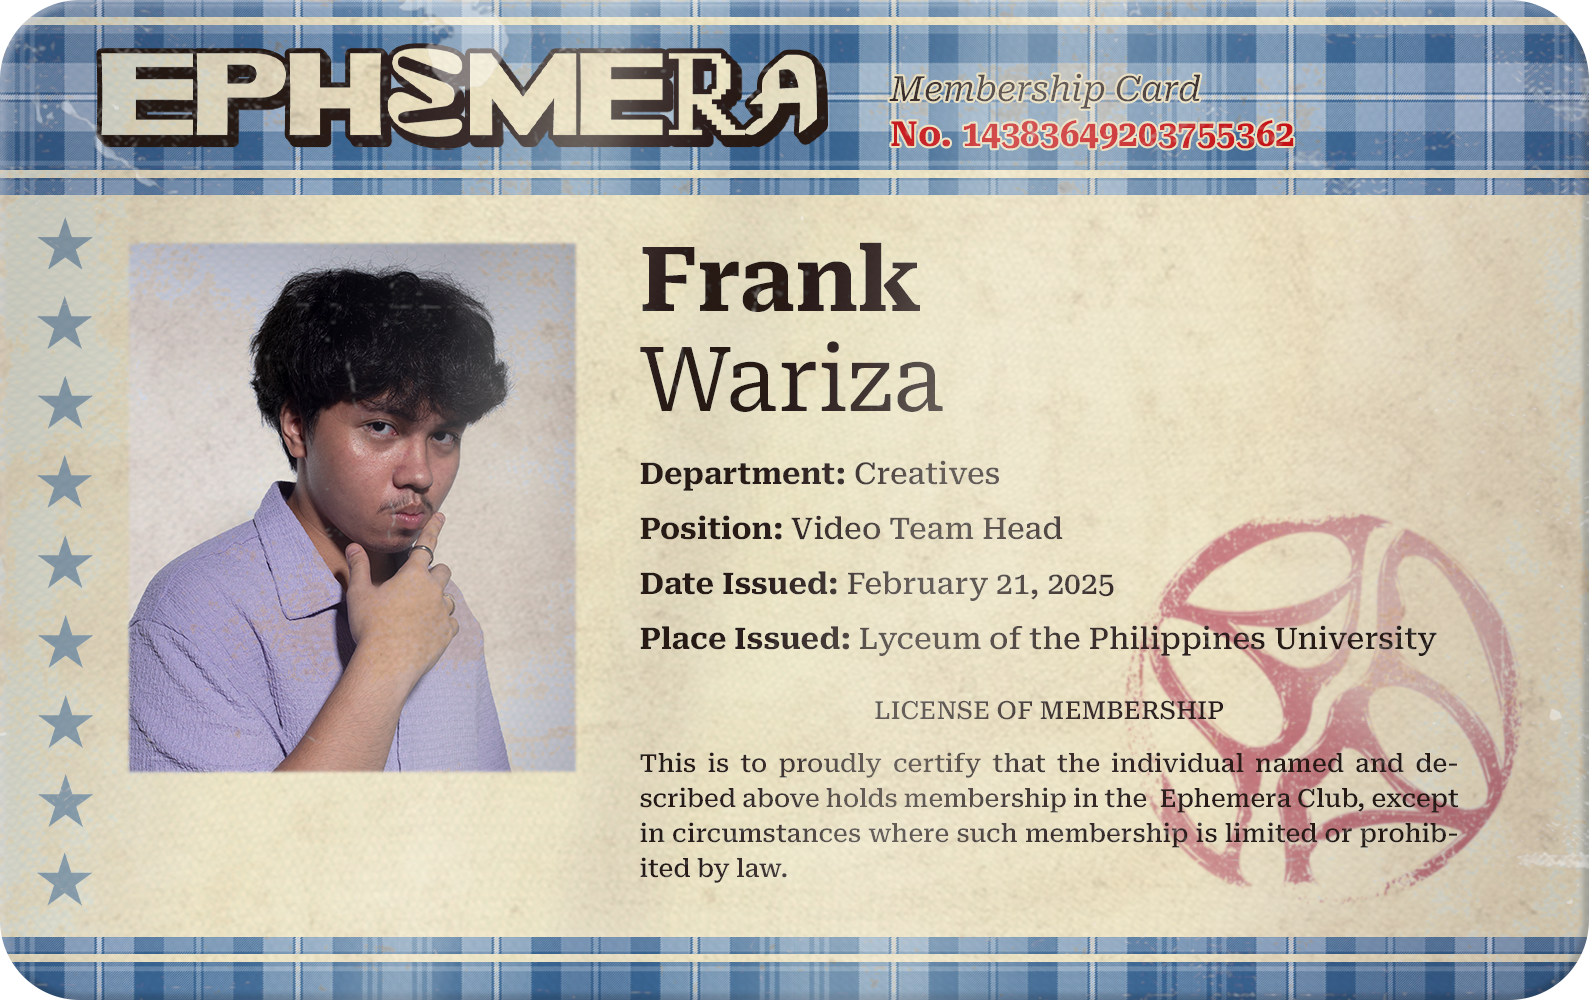 EPHEMERA
Membership Card
No. 14383649203755362
Frank
Wariza
Department: Creatives
Position: Video Team Head
Date Issued: February 21, 2025
Place Issued: Lyceum of the Philippines University
LICENSE OF MEMBERSHIP
This is to proudly certify that the individual named and de-
scribed above holds membership in the Ephemera Club, except
in circumstances where such membership is limited or prohib-
ited by law.